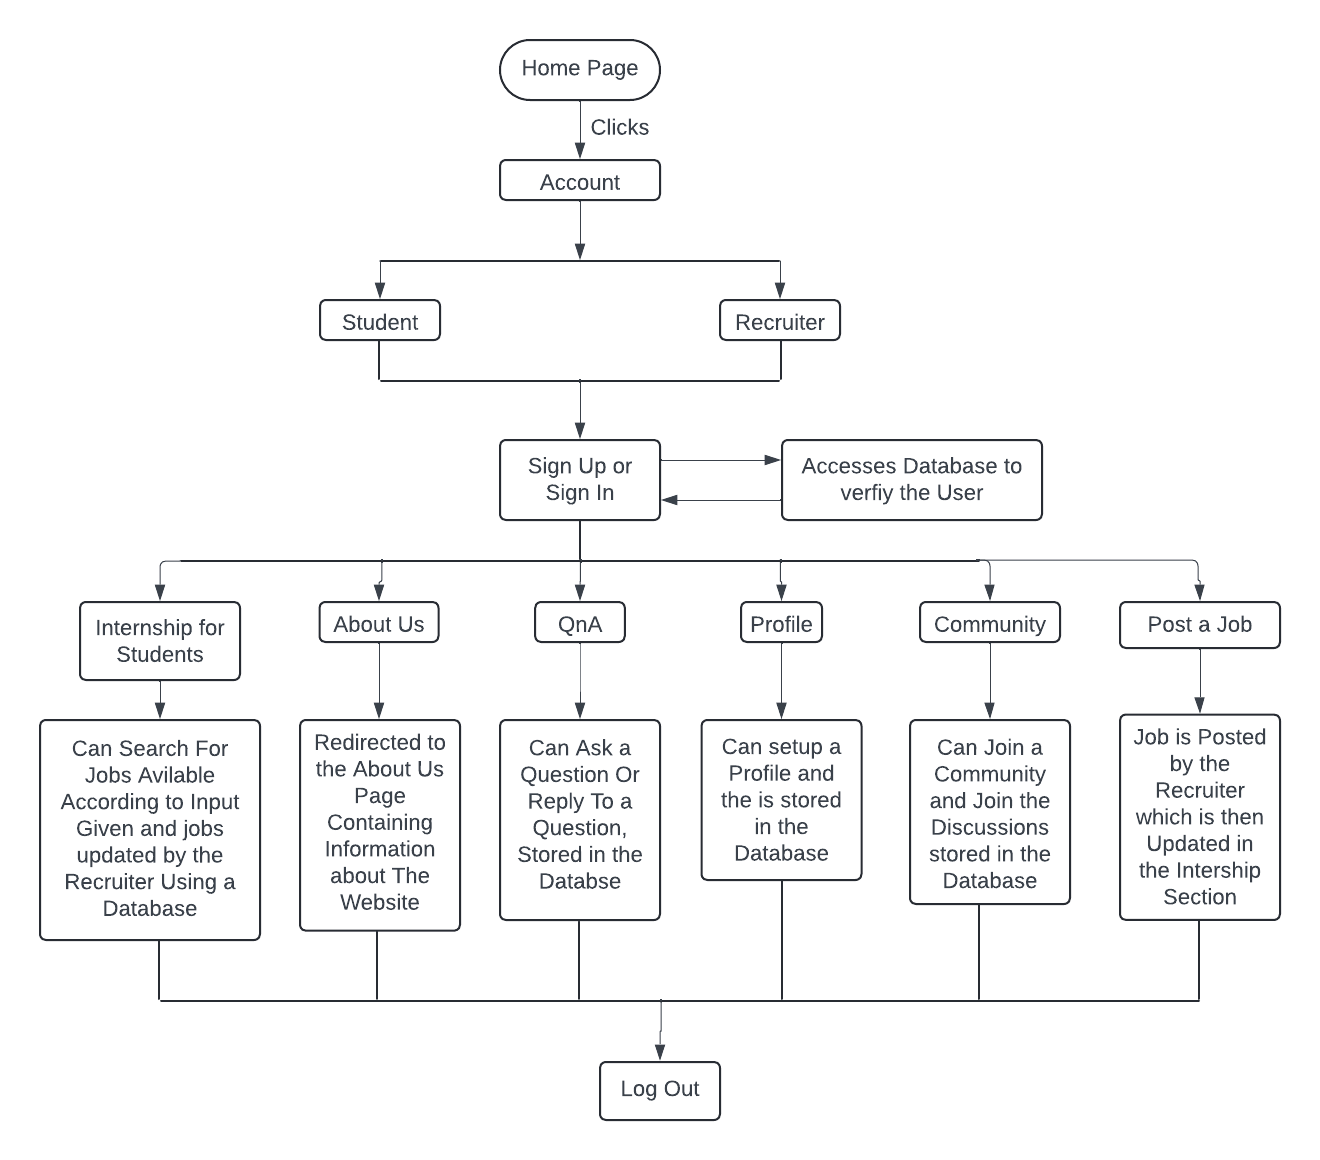 Home Page
Clicks
Account
Student
Recruiter
Sign Up or
Sign In
Accesses Database to
verfiy the User
Internship for
Students
About Us
QnA
Profile
Community
Post a Job
Can Search For
Jobs Avilable
According to Input
Given and jobs
updated by the
Recruiter Using a
Database
Redirected to
the About Us
Page
Containing
Information
about The
Website
Can Ask a
Question Or
Reply To a
Question,
Stored in the
Databse
Can setup a
Profile and
the is stored
in the
Database
Can Join a
Community
and Join the
Discussions
stored in the
Database
Job is Posted
by the
Recruiter
which is then
Updated in
the Intership
Section
Log Out